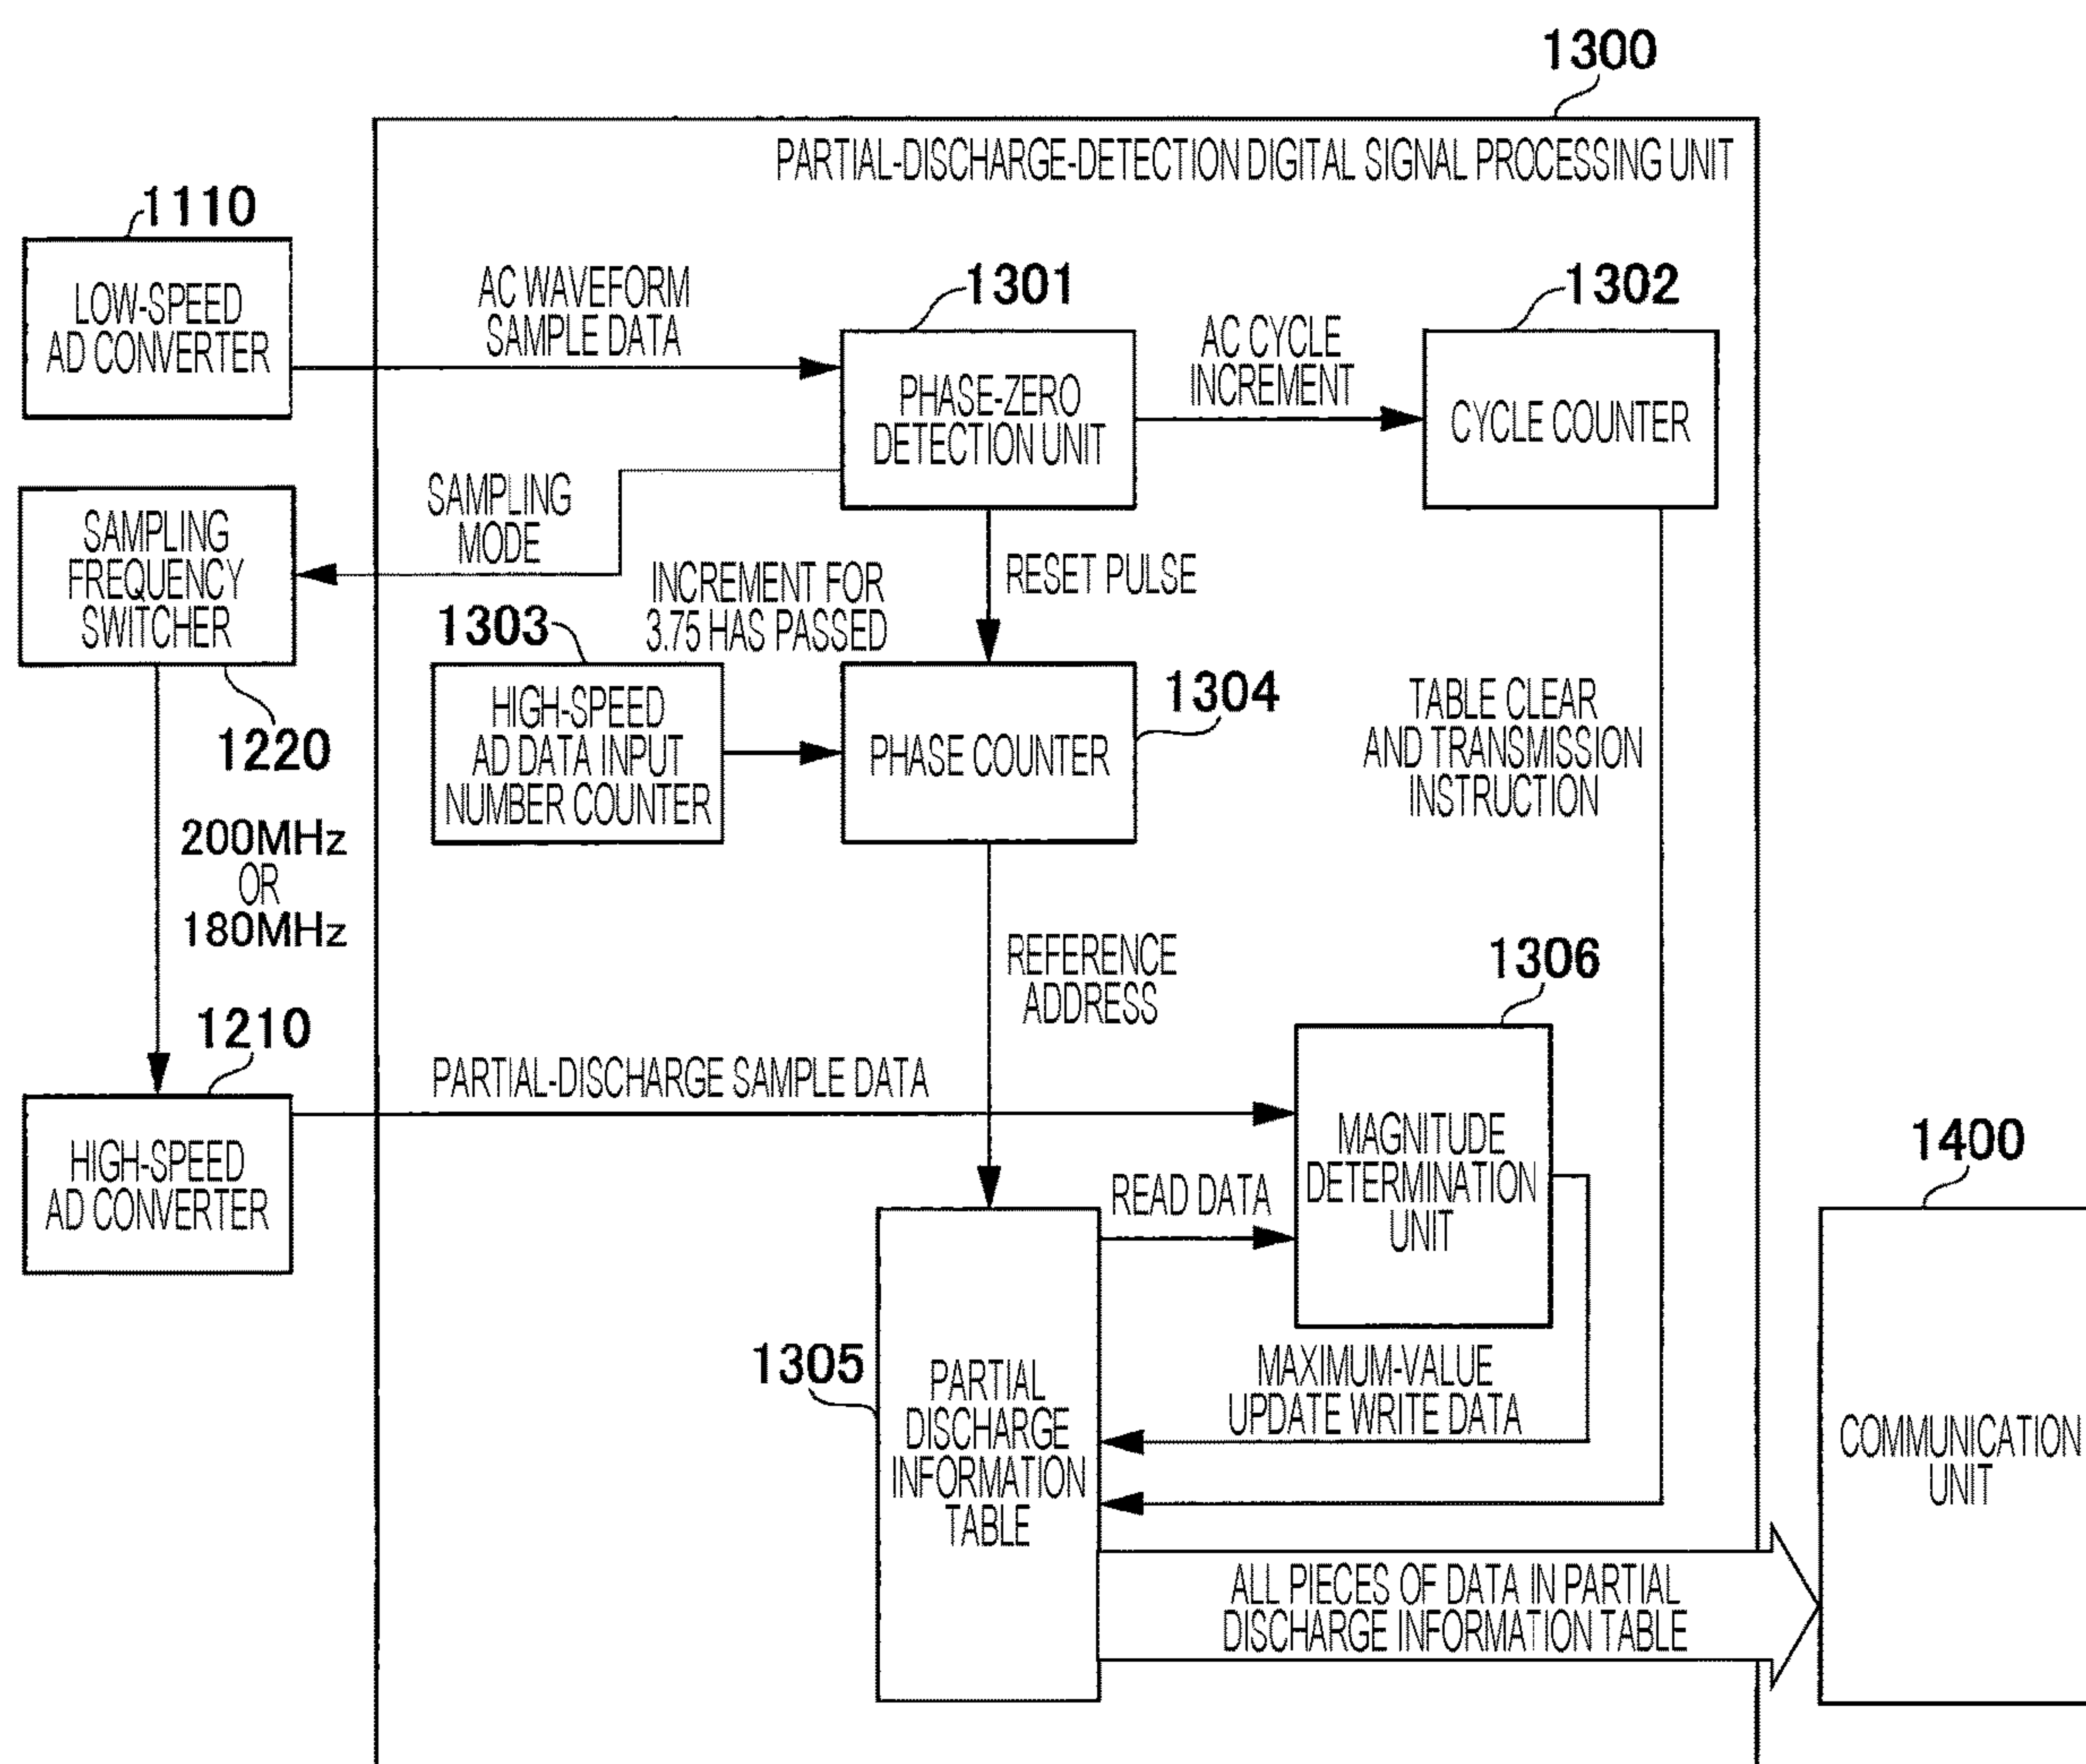 1300
PARTIAL-DISCHARGE-DETECTION DIGITAL SIGNAL PROCESSING UNIT
1110
LOW-SPEED
AD CONVERTER
AC WAVEFORM
SAMPLE DATA
1301
PHASE-ZERO
DETECTION UNIT
AC CYCLE
INCREMENT
1302
CYCLE COUNTER
SAMPLING
FREQUENCY
SWITCHER
1220
SAMPLING
MODE
RESET PULSE
INCREMENT FOR
3.75 HAS PASSED
1303
HIGH-SPEED
AD DATA INPUT
NUMBER COUNTER
1304
PHASE COUNTER
TABLE CLEAR
AND TRANSMISSION
INSTRUCTION
200MHz
OR
180MHz
REFERENCE
ADDRESS
1306
MAGNITUDE
DETERMINATION
UNIT
1210
HIGH-SPEED
AD CONVERTER
PARTIAL-DISCHARGE SAMPLE DATA
READ DATA
1305
PARTIAL
DISCHARGE
INFORMATION
TABLE
MAXIMUM-VALUE
UPDATE WRITE DATA
1400
COMMUNICATION
UNIT
ALL PIECES OF DATA IN PARTIAL
DISCHARGE INFORMATION TABLE